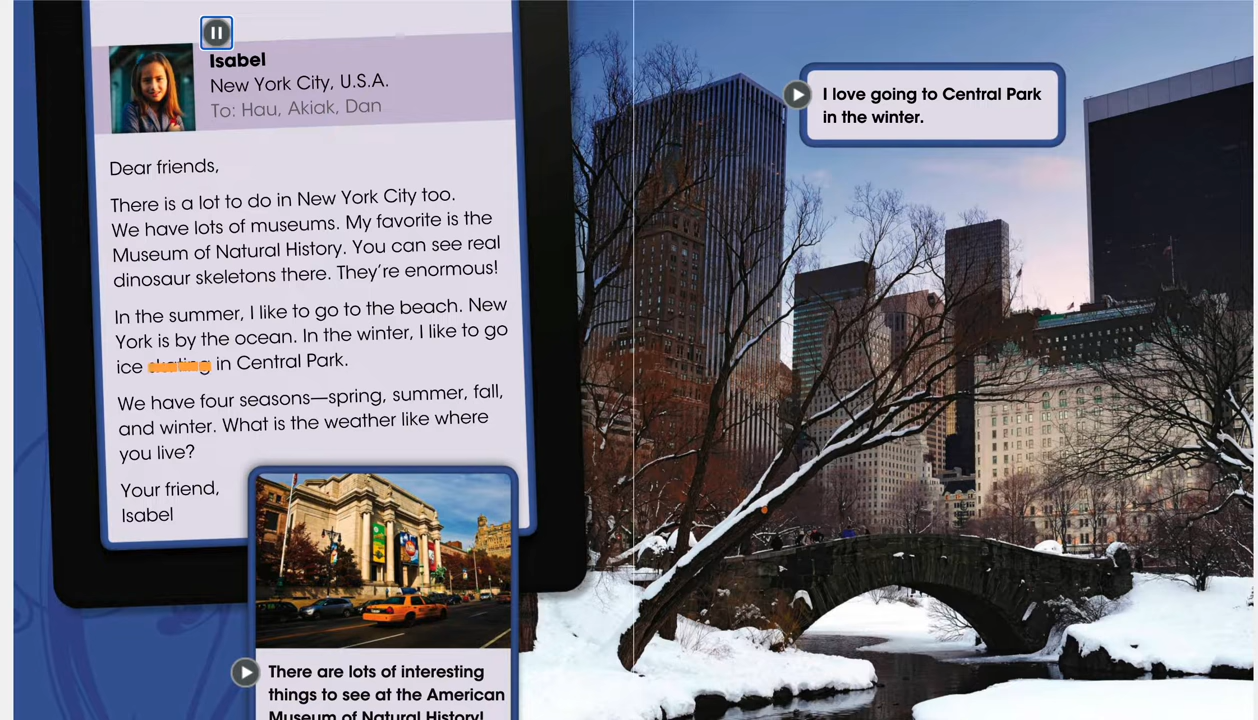 Isabel
New York City, U.S.A.
To: Hau, Akiak, Dan
Dear friends,
There is a lot to do in New York City too.
We have lots of museums. My favorite is the
Museum of Natural History. You can see real
dinosaur skeletons there. They're enormous!
In the summer, I like to go to the beach. New
York is by the ocean. In the winter, I like to go
ice skating in Central Park.
We have four seasons—spring, summer, fall,
and winter. What is the weather like where
you live?
Your friend,
Isabel
There are lots of interesting
things to see at the American
Museum of Natural History!
I love going to Central Park
in the winter.